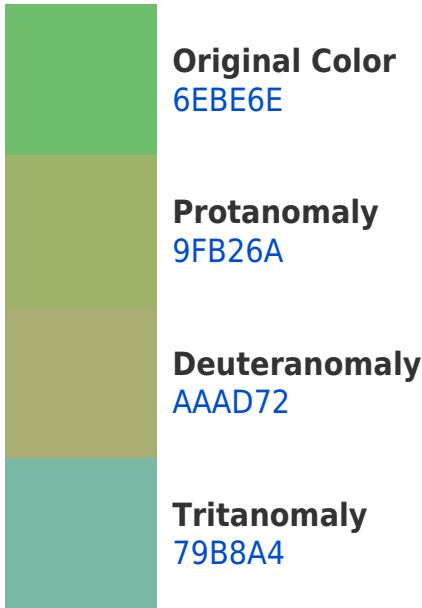 Original Color
6EBE6E
Protanomaly
9FB26A
Deuteranomaly
AAAD72
Tritanomaly
79B8A4